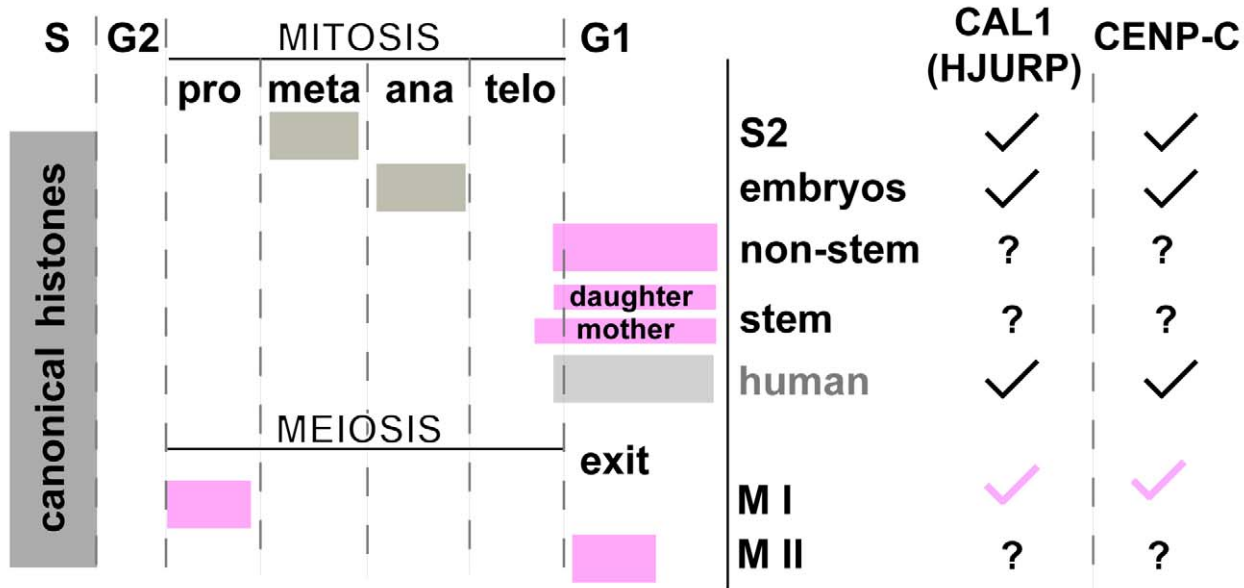 S G2 MITOSIS G1
pro meta ana telo
CAL1
(HJURP)
CENP-C
canonical histones
S2
embryos
non-stem ? ?
daughter
mother
stem ? ?
human
MEIOSIS
exit
M I
M II ? ?